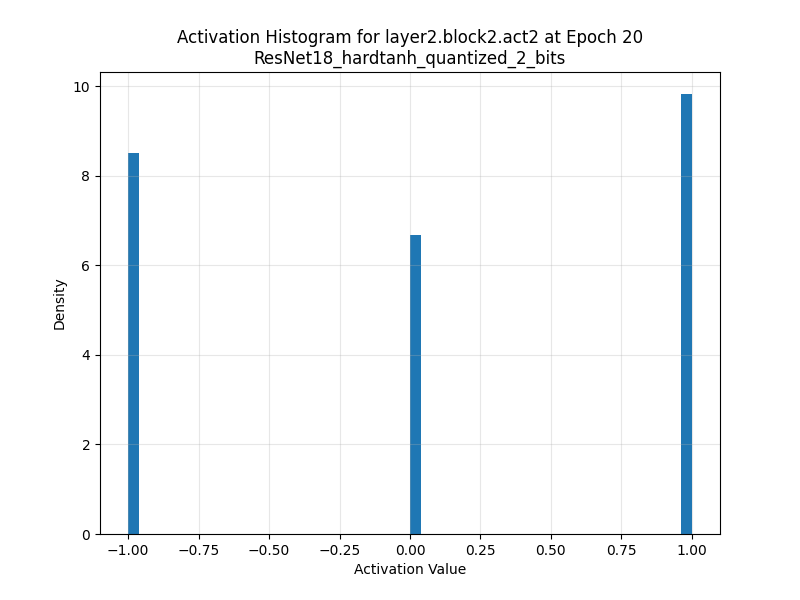 Activation Histogram for layer2.block2.act2 at Epoch 20
ResNet18_hardtanh_quantized_2_bits
10
8
6
4
2
0
Density
−1.00 −0.75 −0.50 −0.25 0.00 0.25 0.50 0.75 1.00
Activation Value